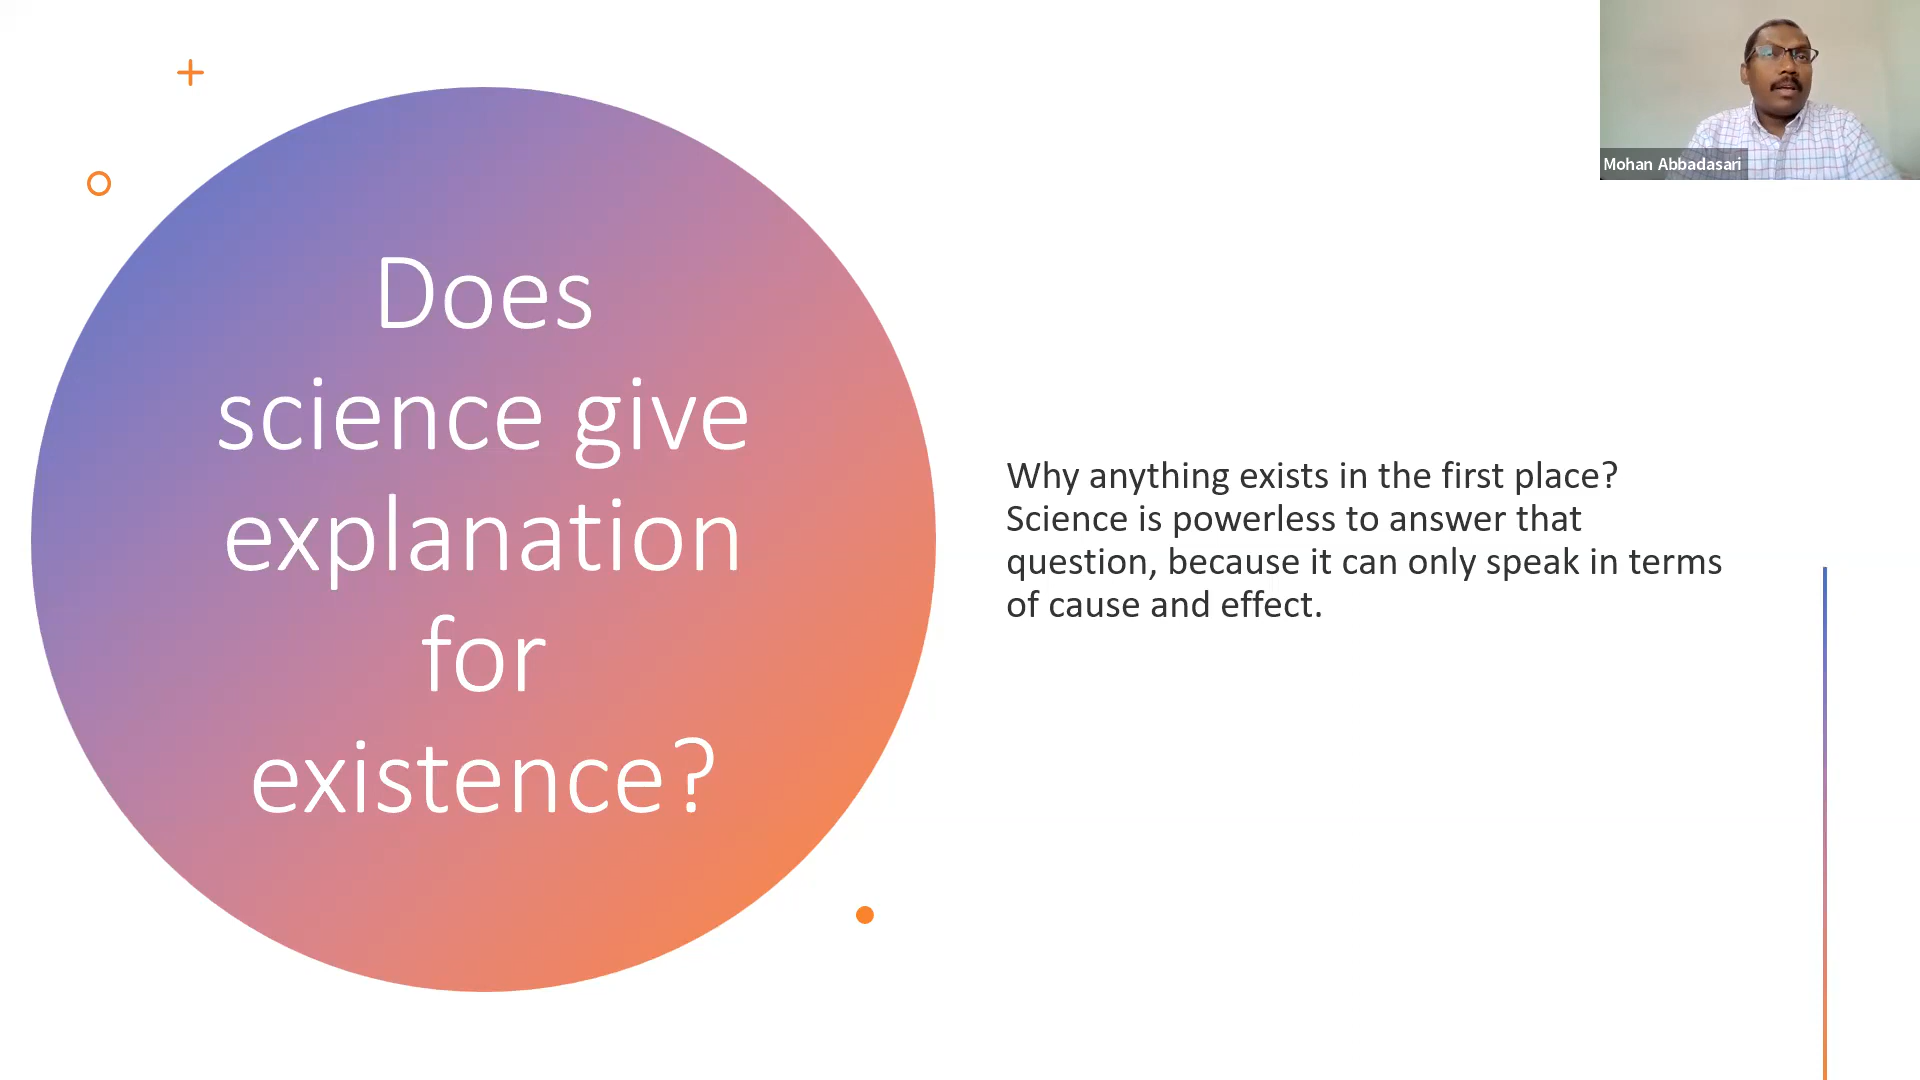 Does
science give
explanation
for
existence?
Why anything exists in the first place?
Science is powerless to answer that
question, because it can only speak in terms
of cause and effect.
Mohan Abbadasari